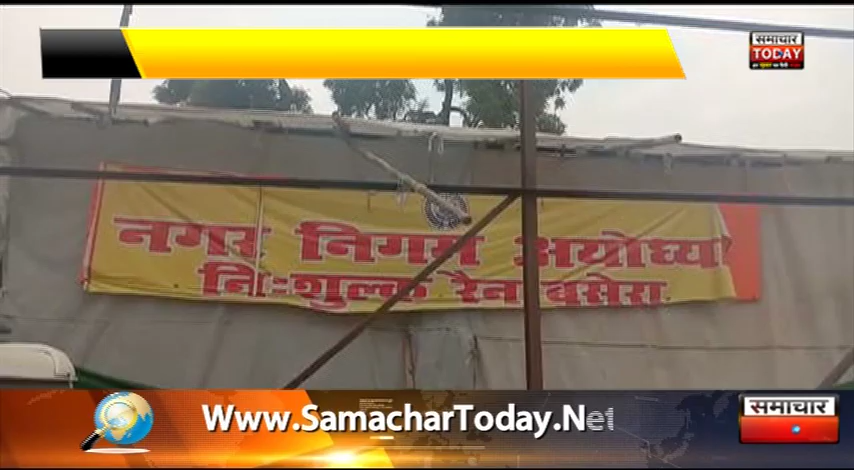 समाचार
TODAY
नगर निगम अयोध्या
निःशुल्क रैन बसेरा
Www.SamacharToday.Net
समाचार